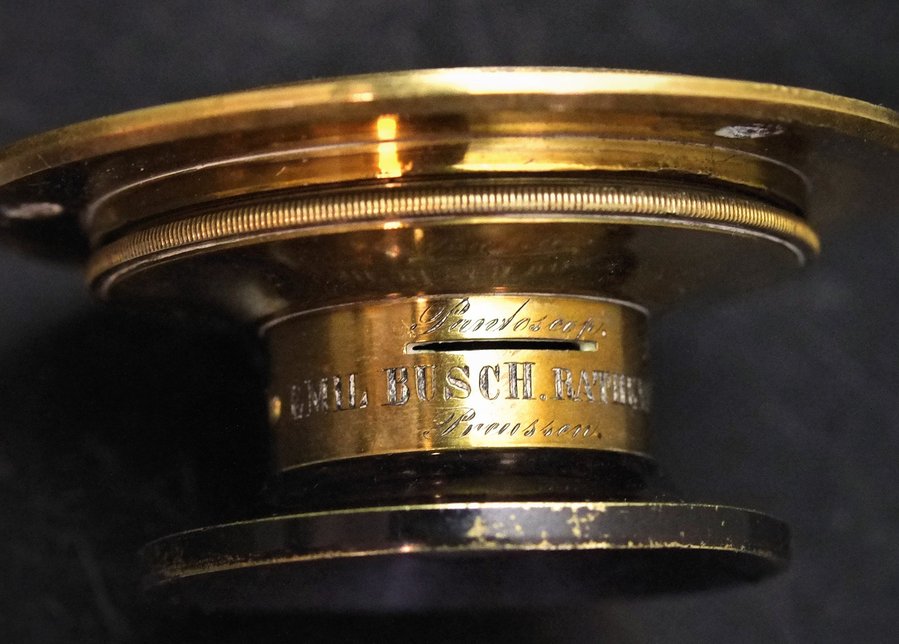 Pantoscop.
EMIL BUSCH. RATHEN
Preussen.